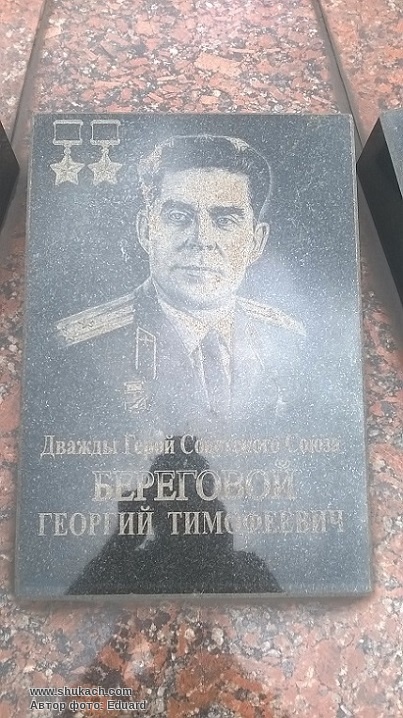 Дважды Герой Советского Союза
БЕРЕГОВОЙ
ГЕОРГИЙ ТИМОФЕЕВИЧ
www.shukach.com
Автор фото: Eduard